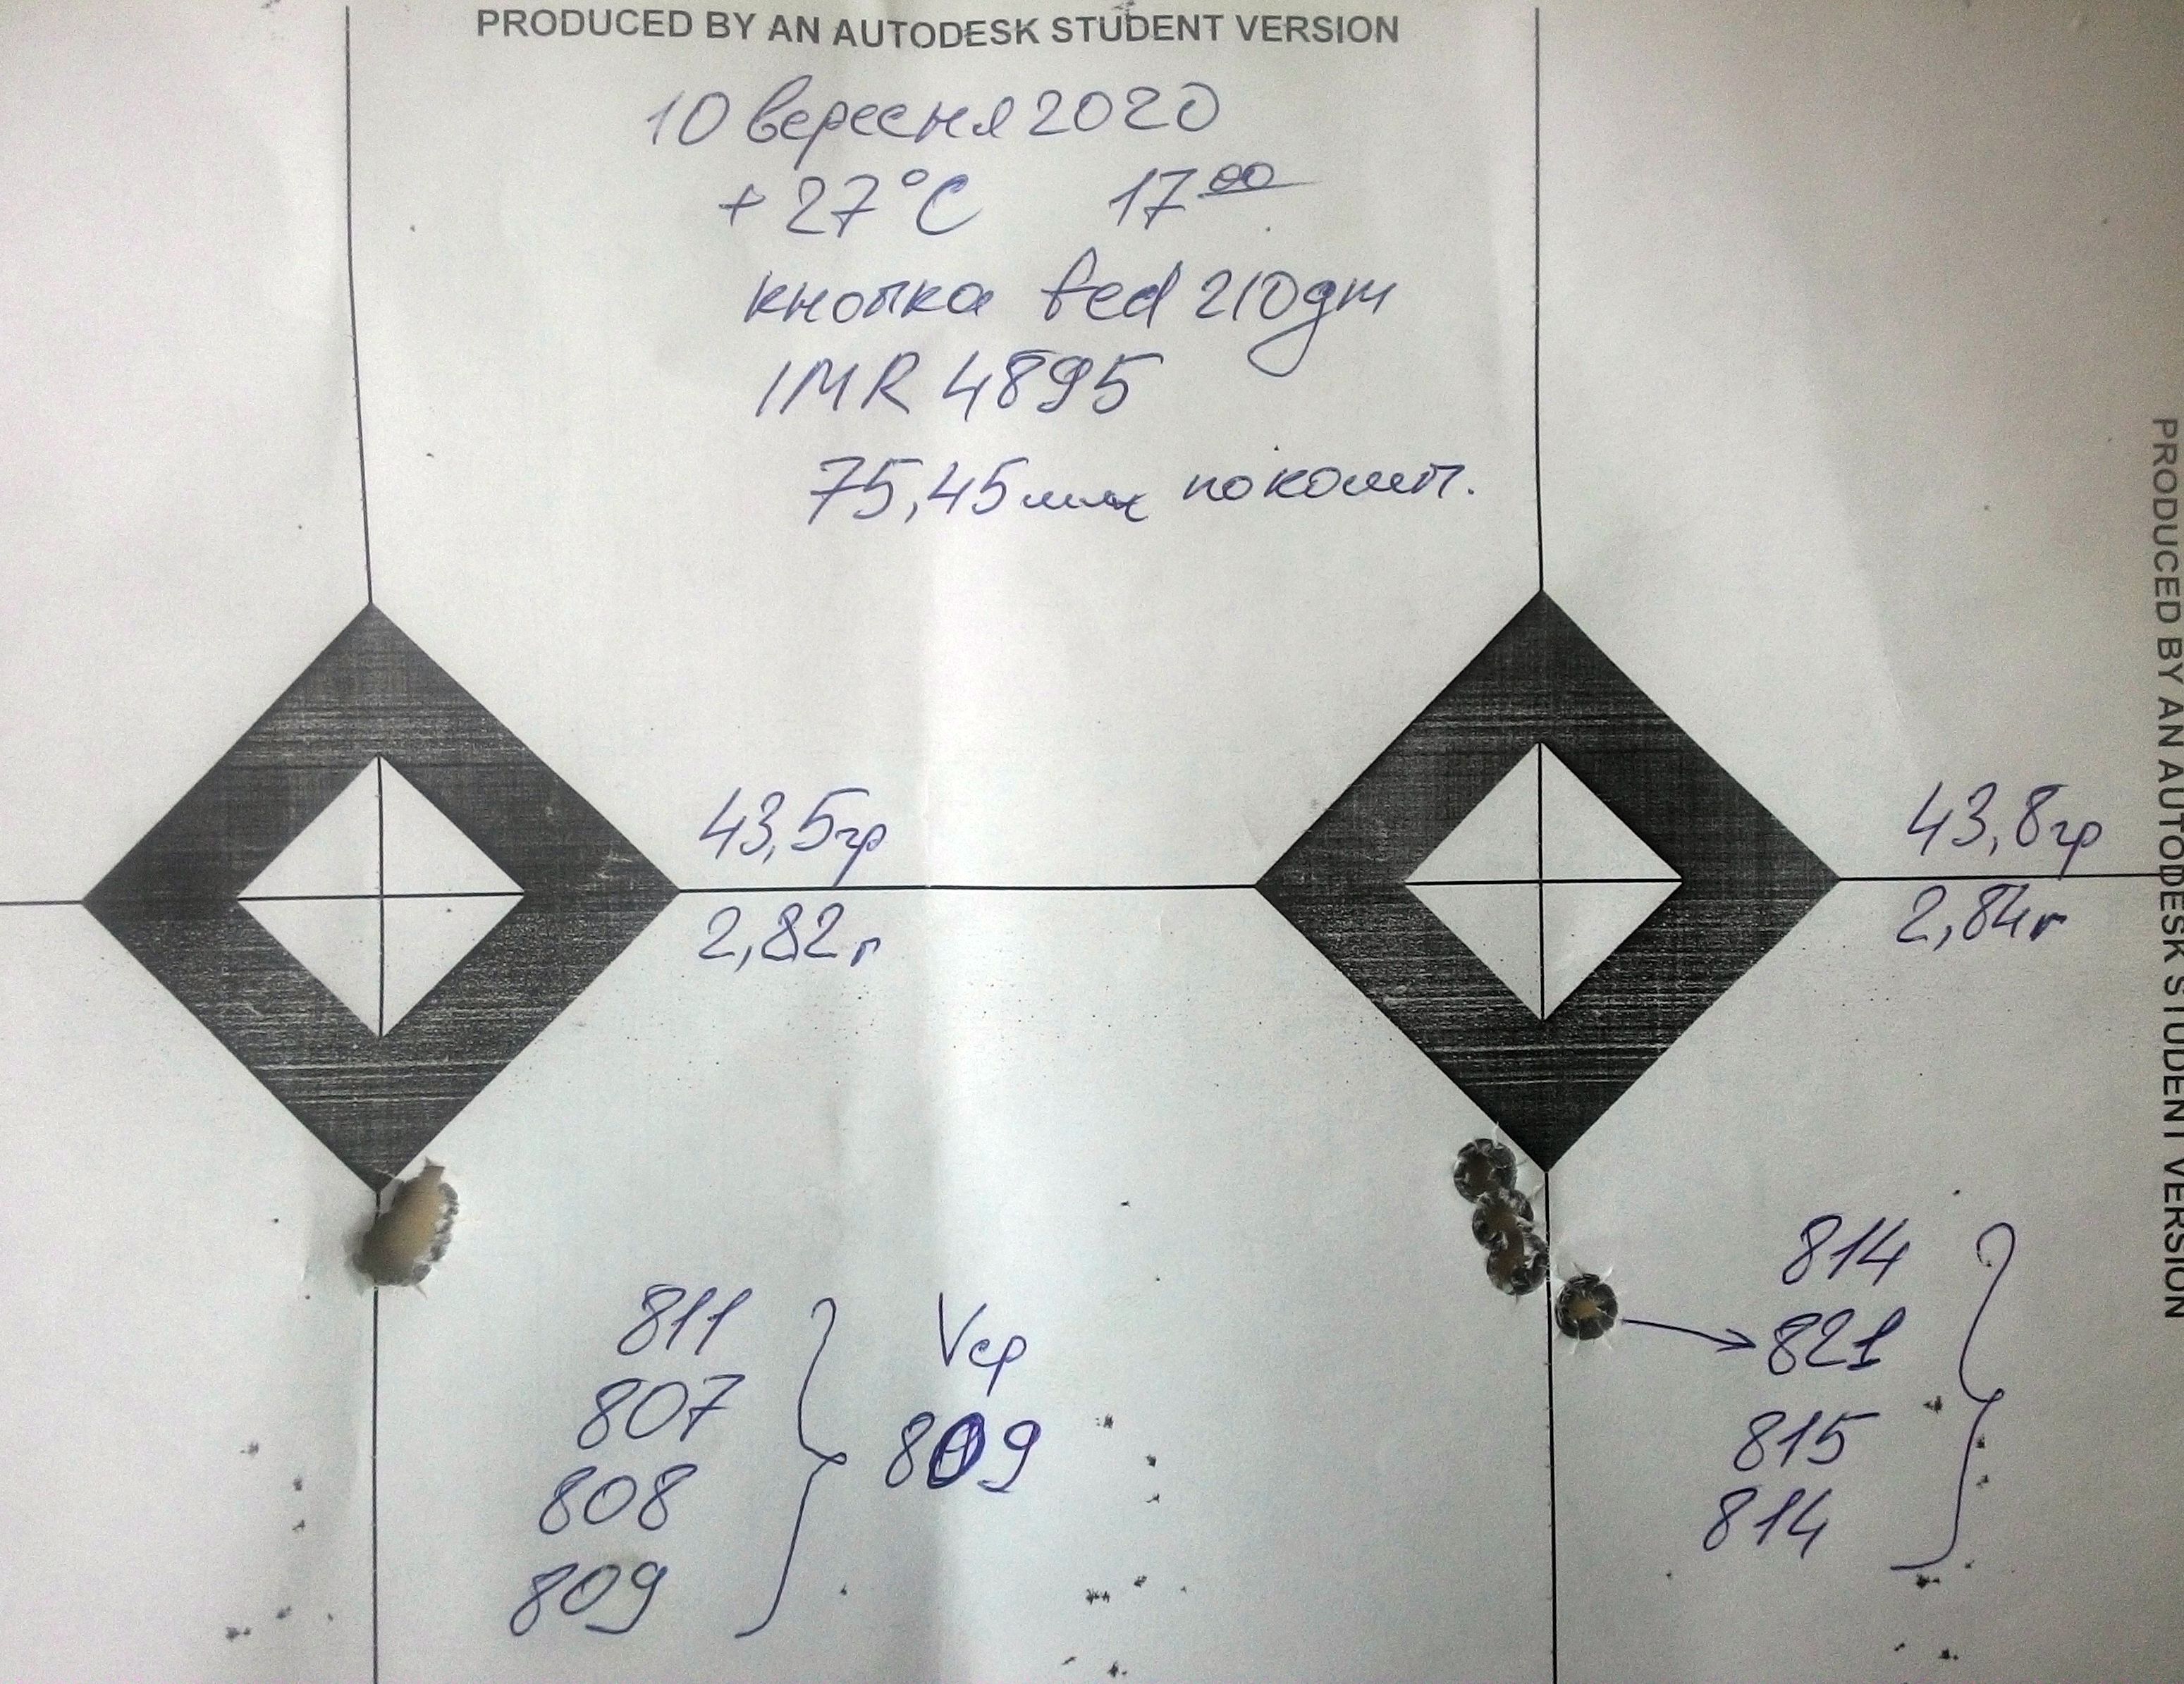 PRODUCED BY AN AUTODESK STUDENT VERSION
10 вересня 2020
+27°C 17⁰⁰
кнопка fed 210gm
IMR 4895
75,45мм по комп.
43,5гр
2,82г
43,8гр
2,84г
811
807
808
809
Vср
809
814
821
815
814
PRODUCED BY AN AUTODESK STUDENT VERSION